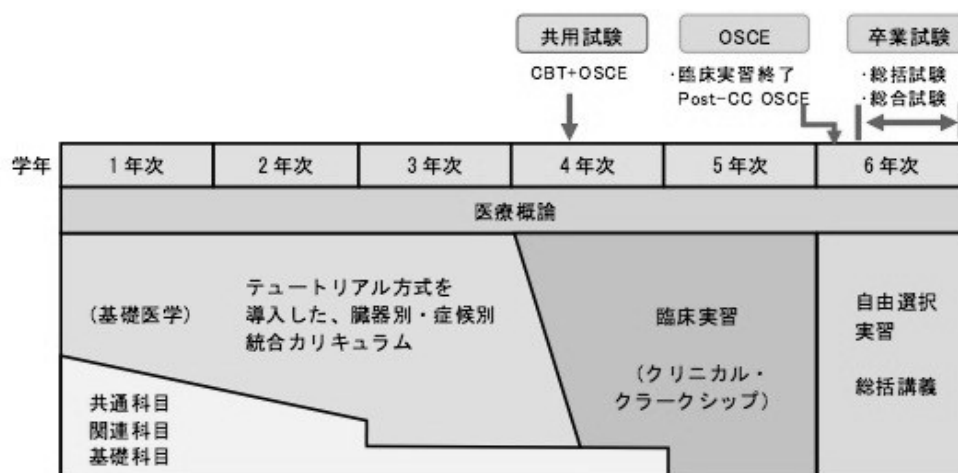 共用試験
OSCE
卒業試験
CBT+OSCE
・臨床実習終了
Post-CC OSCE
・総括試験
・総合試験
学年
1年次
2年次
3年次
4年次
5年次
6年次
医療概論
(基礎医学)
テュートリアル方式を
導入した、臓器別・症候別
統合カリキュラム
臨床実習
(クリニカル・
クラークシップ)
自由選択
実習
総括講義
共通科目
関連科目
基礎科目